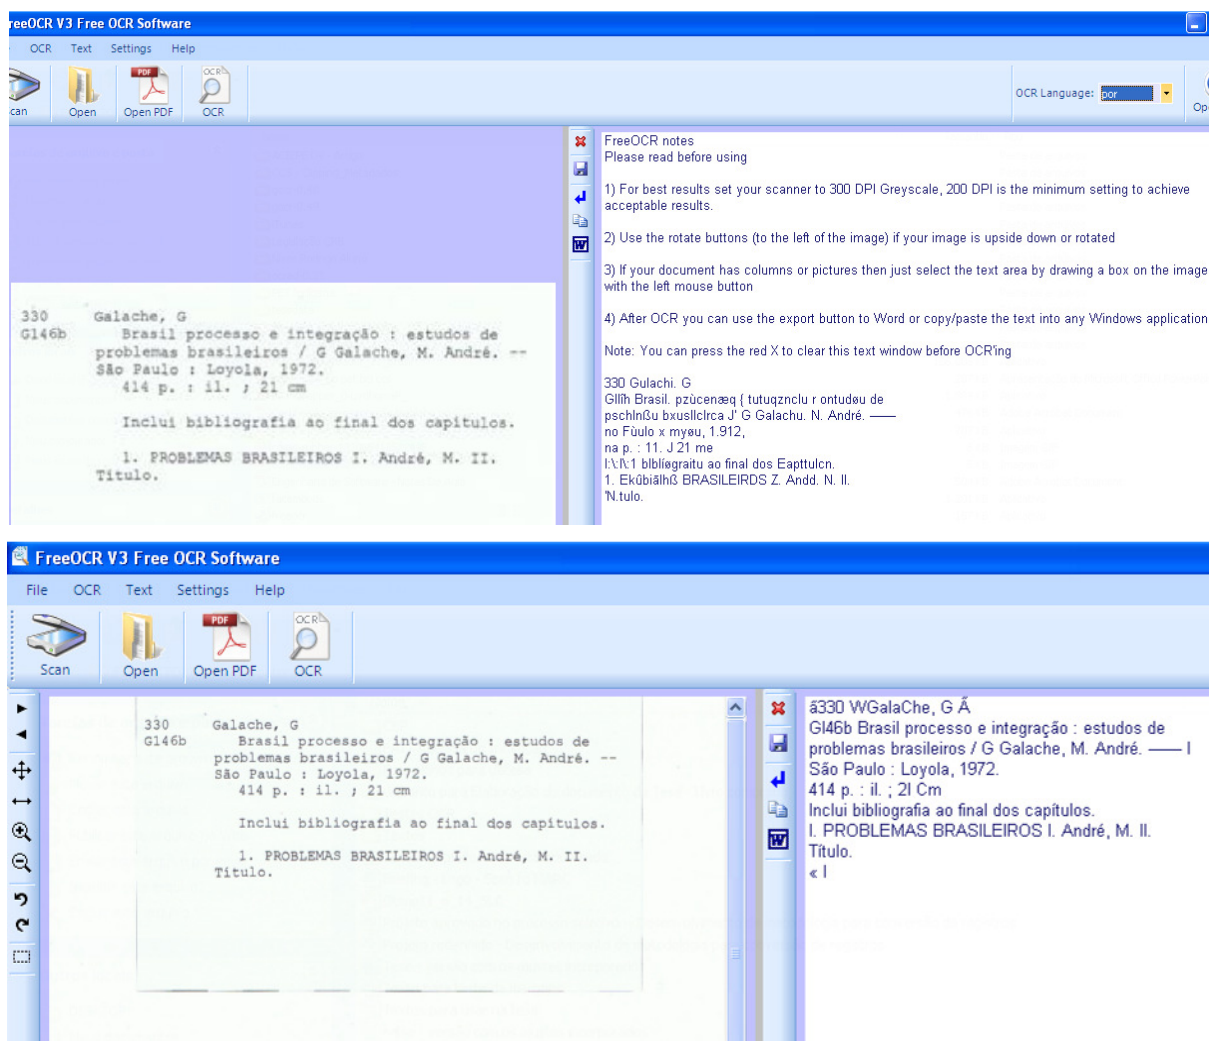 reeOCR V3 Free OCR Software
OCR Text Settings Help
can Open Open PDF OCR
PDF
OCR
OCR Language: por
Op
FreeOCR notes
Please read before using
1) For best results set your scanner to 300 DPI Greyscale, 200 DPI is the minimum setting to achieve
acceptable results.
2) Use the rotate buttons (to the left of the image) if your image is upside down or rotated
3) If your document has columns or pictures then just select the text area by drawing a box on the image
with the left mouse button
4) After OCR you can use the export button to Word or copy/paste the text into any Windows application
Note: You can press the red X to clear this text window before OCR'ing
330 Gulachi. G
GIIîh Brasil. pzùcenæq { tutuqznclu r ontudøu de
pschlnßu bxusllclrca J' G Galachu. N. André. ——
no Fùulo x myøu, 1.912,
na p. : 11. J 21 me
l:\:l\:1 blblíøgraitu ao final dos Eapttulcn.
1. Ekûbiãlhß BRASILEIRDS Z. Andd. N. II.
'N.tulo.
330 Galache, G
G146b Brasil processo e integração : estudos de
problemas brasileiros / G Galache, M. André. --
São Paulo : Loyola, 1972.
414 p. : il. ; 21 cm
Inclui bibliografia ao final dos capítulos.
1. PROBLEMAS BRASILEIROS I. André, M. II.
Título.
FreeOCR V3 Free OCR Software
File OCR Text Settings Help
PDF
OCR
Scan Open Open PDF OCR
330 Galache, G
G146b Brasil processo e integração : estudos de
problemas brasileiros / G Galache, M. André. --
São Paulo : Loyola, 1972.
414 p. : il. ; 21 cm
Inclui bibliografia ao final dos capítulos.
1. PROBLEMAS BRASILEIROS I. André, M. II.
Título.
ã330 WGalaChe, G Ã
Gl46b Brasil processo e integração : estudos de
problemas brasileiros / G Galache, M. André. —— l
São Paulo : Loyola, 1972.
414 p. : il. ; 2l Cm
Inclui bibliografia ao final dos capítulos.
l. PROBLEMAS BRASILEIROS I. André, M. II.
Título.
« l